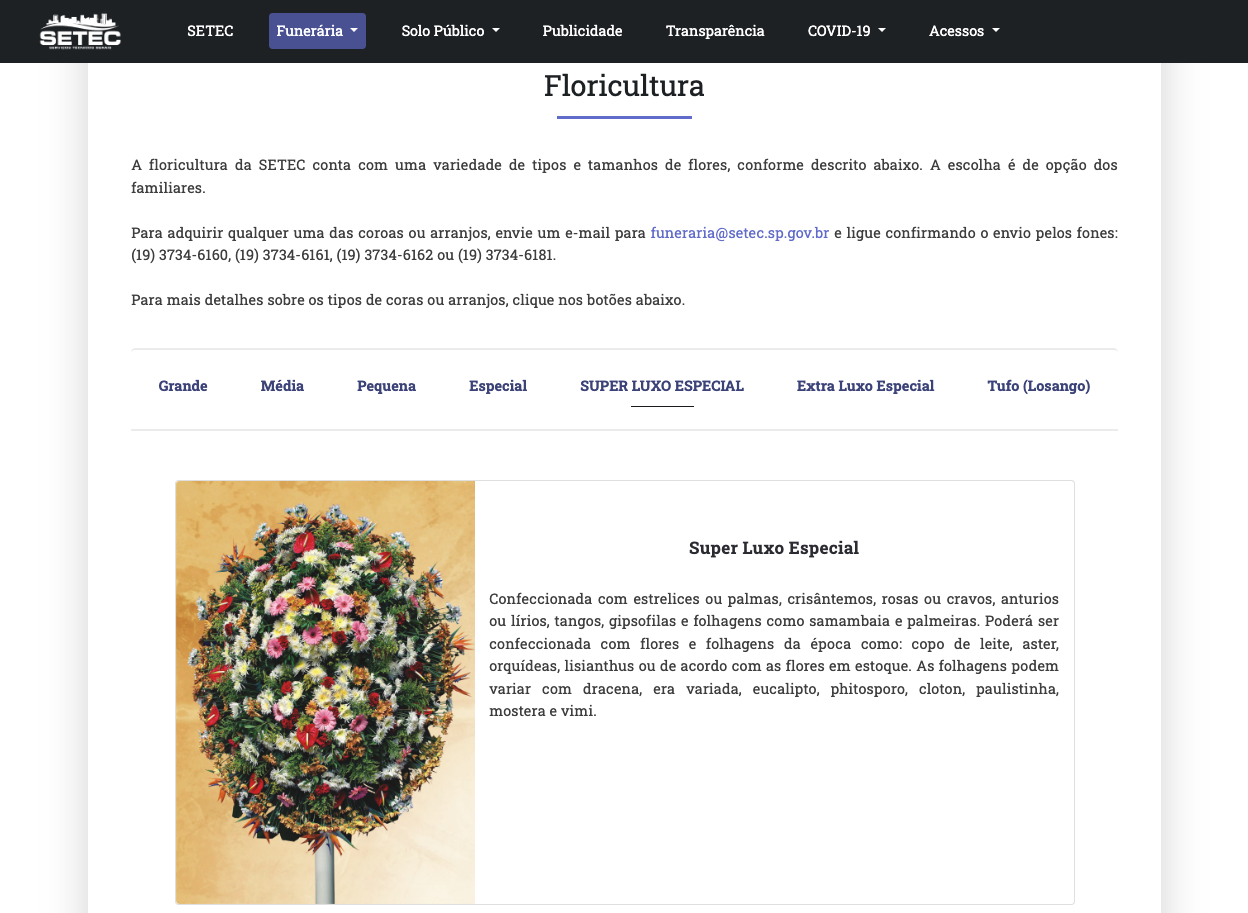 SETEC
SERVIÇOS TÉCNICOS GERAIS
SETEC
Funerária
Solo Público
Publicidade
Transparência
COVID-19
Acessos
Floricultura
A floricultura da SETEC conta com uma variedade de tipos e tamanhos de flores, conforme descrito abaixo. A escolha é de opção dos
familiares.
Para adquirir qualquer uma das coroas ou arranjos, envie um e-mail para funeraria@setec.sp.gov.br e ligue confirmando o envio pelos fones:
(19) 3734-6160, (19) 3734-6161, (19) 3734-6162 ou (19) 3734-6181.
Para mais detalhes sobre os tipos de coras ou arranjos, clique nos botões abaixo.
Grande
Média
Pequena
Especial
SUPER LUXO ESPECIAL
Extra Luxo Especial
Tufo (Losango)
Super Luxo Especial
Confeccionada com estrelices ou palmas, crisântemos, rosas ou cravos, anturios
ou lírios, tangos, gipsofilas e folhagens como samambaia e palmeiras. Poderá ser
confeccionada com flores e folhagens da época como: copo de leite, aster,
orquídeas, lisianthus ou de acordo com as flores em estoque. As folhagens podem
variar com dracena, era variada, eucalipto, phitosporo, cloton, paulistinha,
mostera e vimi.